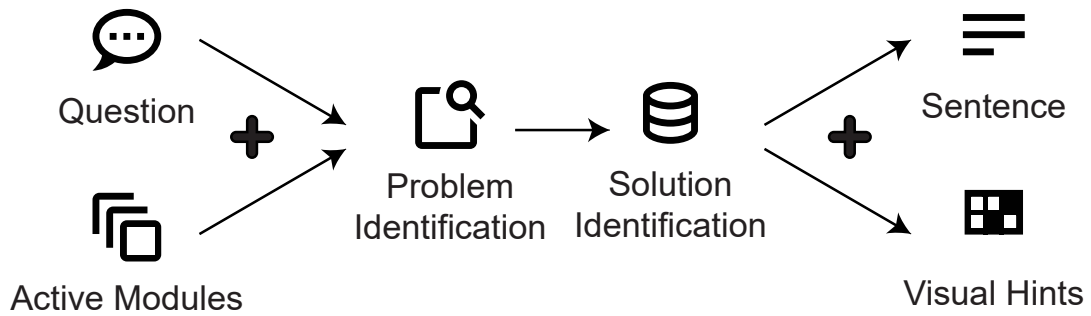 Question
Active Modules
Problem
Identification
Solution
Identification
Sentence
Visual Hints